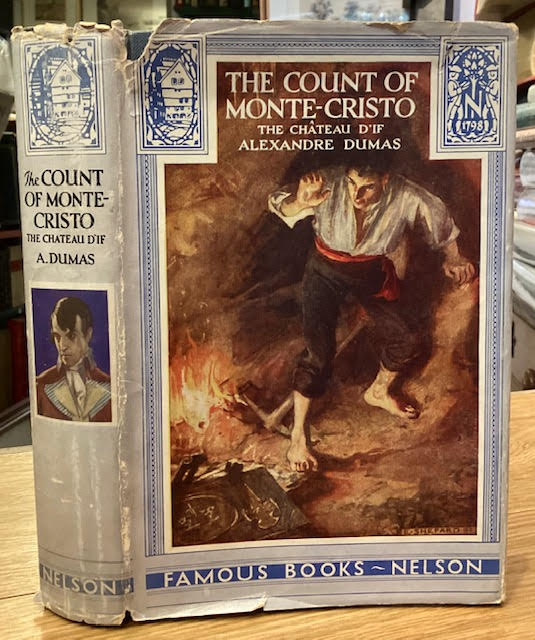 The COUNT
OF MONTE-
CRISTO
THE CHATEAU D'IF
A. DUMAS
NELSON
THE COUNT OF
MONTE-CRISTO
THE CHÂTEAU D'IF
ALEXANDRE DUMAS
N
1798
SHEPARD
FAMOUS BOOKS ~ NELSON